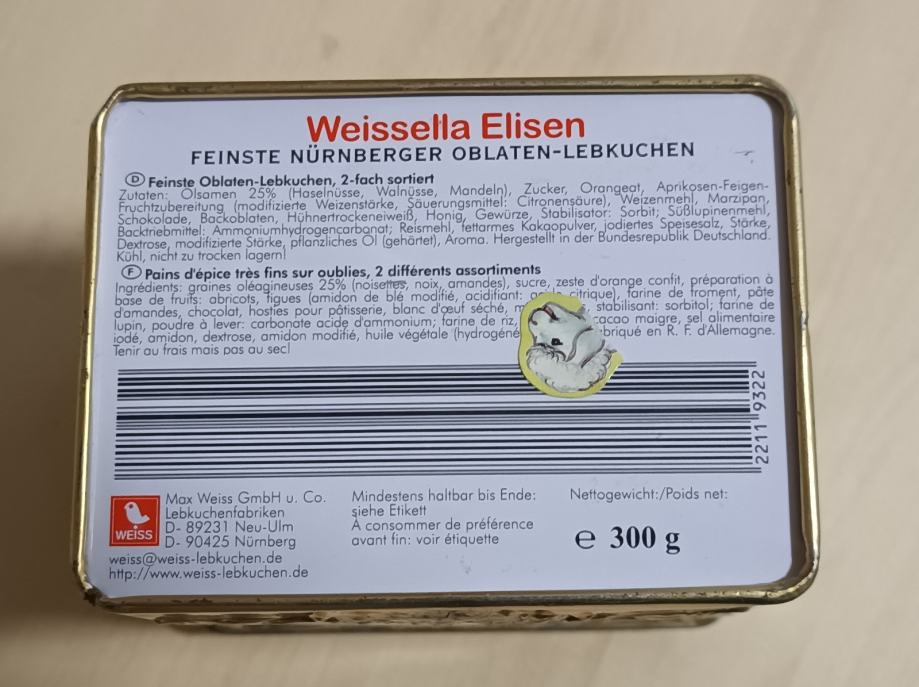 Weissella Elisen
FEINSTE NÜRNBERGER OBLATEN-LEBKUCHEN
D Feinste Oblaten-Lebkuchen, 2-fach sortiert
Zutaten: Ölsamen 25% (Haselnüsse, Walnüsse, Mandeln), Zucker, Orangeat, Aprikosen-Feigen-
Fruchtzubereitung (modifizierte Weizenstärke, Säuerungsmittel: Citronensäure), Weizenmehl, Marzipan,
Schokolade, Backoblaten, Hühnertrockeneiweiß, Honig, Gewürze, Stabilisator: Sorbit; Süßlupinenmehl,
Backtriebmittel: Ammoniumhydrogencarbonat; Reismehl, fettarmes Kakaopulver, jodiertes Speisesalz, Stärke,
Dextrose, modifizierte Stärke, pflanzliches Öl (gehärtet), Aroma. Hergestellt in der Bundesrepublik Deutschland.
Kühl, nicht zu trocken lagern!
F Pains d'épice très fins sur oublies, 2 différents assortiments
Ingrédients: graines oléagineuses 25% (noisettes, noix, amandes), sucre, zeste d'orange confit, préparation à
base de fruits: abricots, figues (amidon de blé modifié, acidifiant: citrique), farine de froment, pâte
d'amandes, chocolat, hosties pour pâtisserie, blanc d'œuf séché, stabilisant: sorbitol; farine de
lupin, poudre à lever: carbonate acide d'ammonium; farine de riz, cacao maigre, sel alimentaire
iodé, amidon, dextrose, amidon modifié, huile végétale (hydrogéné briqué en R. F. d'Allemagne.
Tenir au frais mais pas au sec!
2211 9322
WEISS
Max Weiss GmbH u. Co.
Lebkuchenfabriken
D- 89231 Neu-Ulm
D- 90425 Nürnberg
weiss@weiss-lebkuchen.de
http://www.weiss-lebkuchen.de
Mindestens haltbar bis Ende:
siehe Etikett
A consommer de préférence
avant fin: voir étiquette
Nettogewicht:/Poids net:
e 300 g